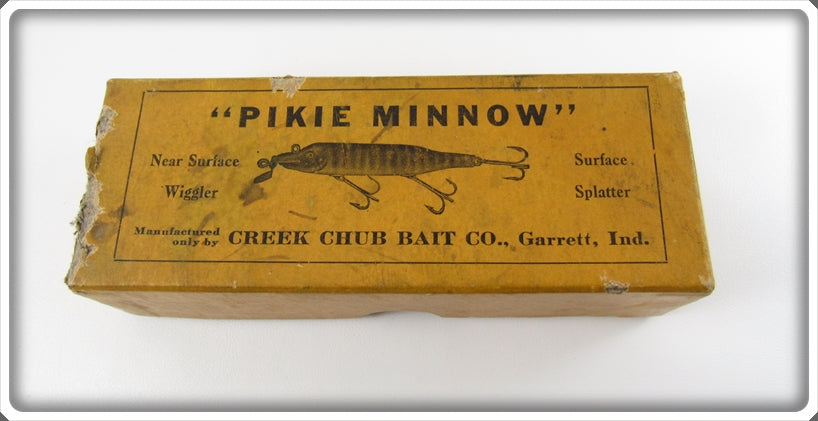 "PIKIE MINNOW"
Near Surface Surface
Wiggler Splatter
Manufactured
only by CREEK CHUB BAIT CO., Garrett, Ind.